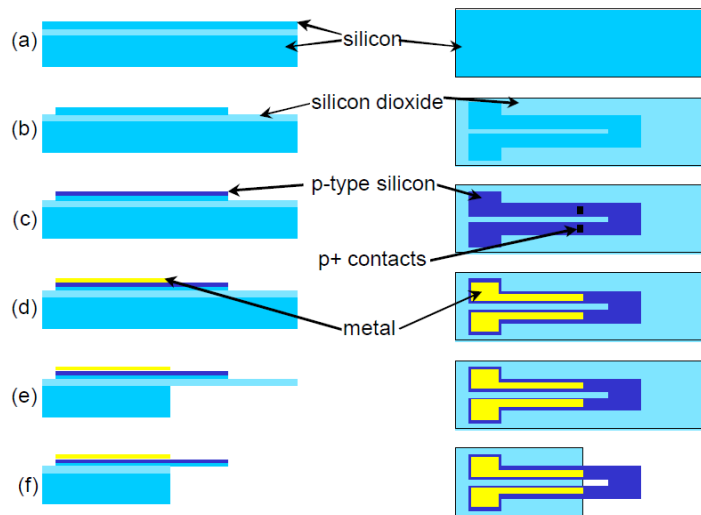 (a)
silicon
(b)
silicon dioxide
(c)
p-type silicon
p+ contacts
(d)
metal
(e)
(f)